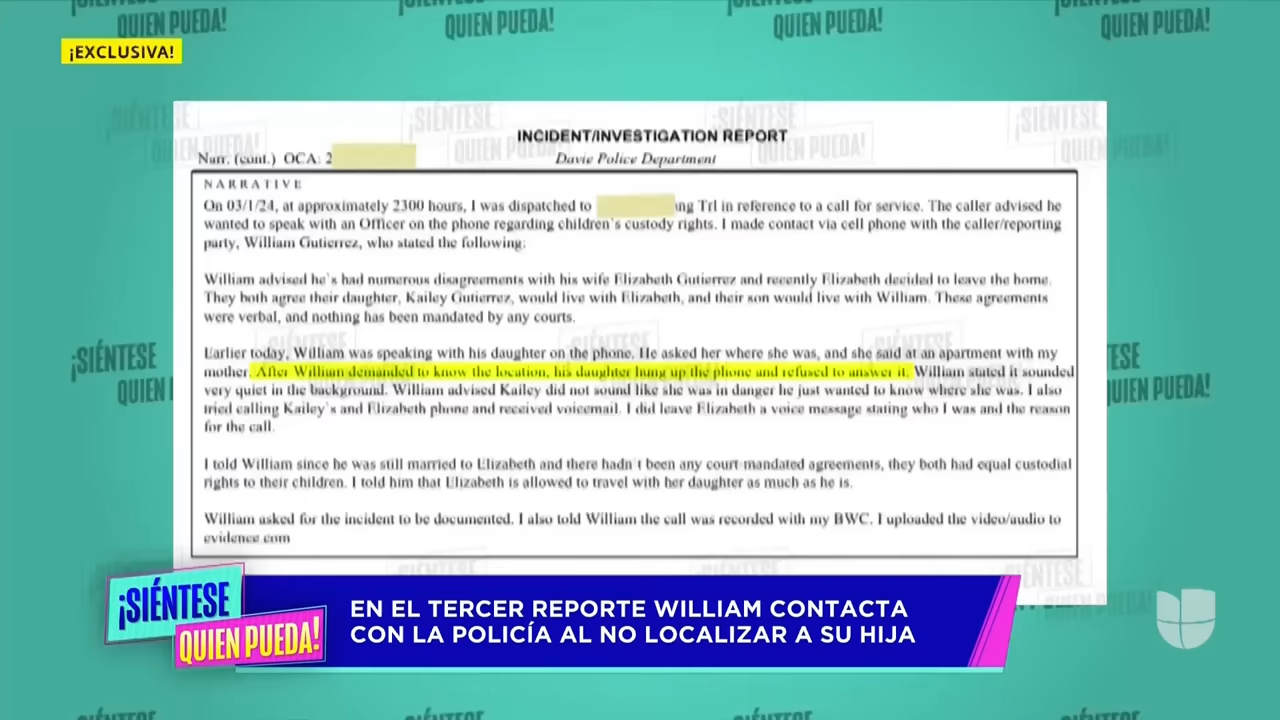 ¡EXCLUSIVA!
INCIDENT/INVESTIGATION REPORT
Narr. (cont.) OCA: 2
Davie Police Department
NARRATIVE
On 03/1/24, at approximately 2300 hours, I was dispatched to ng Trl in reference to a call for service. The caller advised he
wanted to speak with an Officer on the phone regarding children's custody rights. I made contact via cell phone with the caller/reporting
party, William Gutierrez, who stated the following:
William advised he's had numerous disagreements with his wife Elizabeth Gutierrez and recently Elizabeth decided to leave the home.
They both agree their daughter, Kailey Gutierrez, would live with Elizabeth, and their son would live with William. These agreements
were verbal, and nothing has been mandated by any courts.
Earlier today, William was speaking with his daughter on the phone. He asked her where she was, and she said at an apartment with my
mother. After William demanded to know the location, his daughter hung up the phone and refused to answer it. William stated it sounded
very quiet in the background. William advised Kailey did not sound like she was in danger he just wanted to know where she was. I also
tried calling Kailey's and Elizabeth phone and received voicemail. I did leave Elizabeth a voice message stating who I was and the reason
for the call.
I told William since he was still married to Elizabeth and there hadn't been any court mandated agreements, they both had equal custodial
rights to their children. I told him that Elizabeth is allowed to travel with her daughter as much as he is.
William asked for the incident to be documented. I also told William the call was recorded with my BWC. I uploaded the video/audio to
evidence.com
¡SIÉNTESE
QUIEN PUEDA!
EN EL TERCER REPORTE WILLIAM CONTACTA
CON LA POLICÍA AL NO LOCALIZAR A SU HIJA